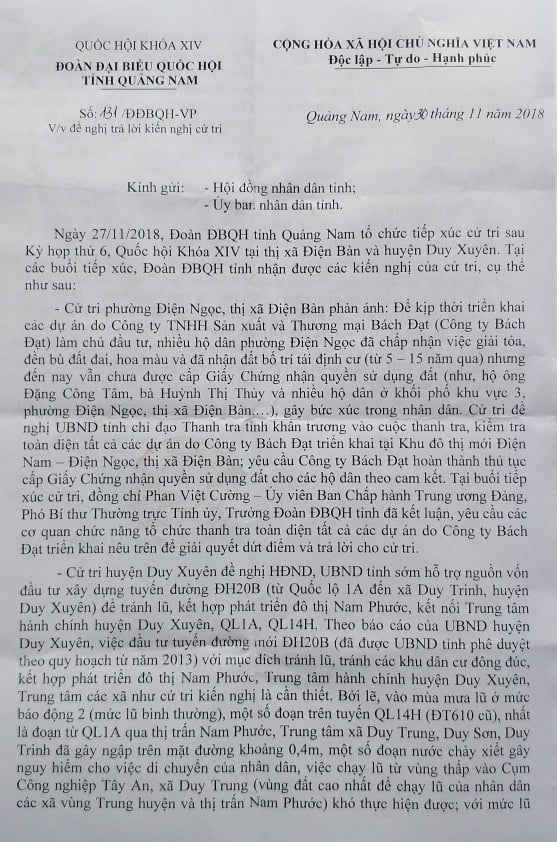 QUỐC HỘI KHÓA XIV
ĐOÀN ĐẠI BIỂU QUỐC HỘI
TỈNH QUẢNG NAM
Số: 131 /ĐĐBQH-VP
V/v đề nghị trả lời kiến nghị cử tri
CỘNG HÒA XÃ HỘI CHỦ NGHĨA VIỆT NAM
Độc lập - Tự do - Hạnh phúc
Quảng Nam, ngày 30 tháng 11 năm 2018
Kính gửi: - Hội đồng nhân dân tỉnh;
- Ủy ban nhân dân tỉnh.
Ngày 27/11/2018, Đoàn ĐBQH tỉnh Quảng Nam tổ chức tiếp xúc cử tri sau
Kỳ họp thứ 6, Quốc hội Khóa XIV tại thị xã Điện Bàn và huyện Duy Xuyên. Tại
các buổi tiếp xúc, Đoàn ĐBQH tỉnh nhận được các kiến nghị của cử tri, cụ thể
như sau:
- Cử tri phường Điện Ngọc, thị xã Điện Bàn phản ánh: Để kịp thời triển khai
các dự án do Công ty TNHH Sản xuất và Thương mại Bách Đạt (Công ty Bách
Đạt) làm chủ đầu tư, nhiều hộ dân phường Điện Ngọc đã chấp nhận việc giải tỏa,
đền bù đất đai, hoa màu và đã nhận đất bố trí tái định cư (từ 5 – 15 năm qua) nhưng
đến nay vẫn chưa được cấp Giấy Chứng nhận quyền sử dụng đất (như, hộ ông
Đặng Công Tâm, bà Huỳnh Thị Thủy và nhiều hộ dân ở khối phố khu vực 3,
phường Điện Ngọc, thị xã Điện Bàn,...), gây bức xúc trong nhân dân. Cử tri đề
nghị UBND tỉnh chỉ đạo Thanh tra tỉnh khẩn trương vào cuộc thanh tra, kiểm tra
toàn diện tất cả các dự án do Công ty Bách Đạt triển khai tại Khu đô thị mới Điện
Nam – Điện Ngọc, thị xã Điện Bàn; yêu cầu Công ty Bách Đạt hoàn thành thủ tục
cấp Giấy Chứng nhận quyền sử dụng đất cho các hộ dân theo cam kết. Tại buổi tiếp
xúc cử tri, đồng chí Phan Việt Cường – Ủy viên Ban Chấp hành Trung ương Đảng,
Phó Bí thư Thường trực Tỉnh ủy, Trưởng Đoàn ĐBQH tỉnh đã kết luận, yêu cầu các
cơ quan chức năng tổ chức thanh tra toàn diện tất cả các dự án do Công ty Bách
Đạt triển khai nêu trên để giải quyết dứt điểm và trả lời cho cử tri.
- Cử tri huyện Duy Xuyên đề nghị HĐND, UBND tỉnh sớm hỗ trợ nguồn vốn
đầu tư xây dựng tuyến đường ĐH20B (từ Quốc lộ 1A đến xã Duy Trinh, huyện
Duy Xuyên) để tránh lũ, kết hợp phát triển đô thị Nam Phước, kết nối Trung tâm
hành chính huyện Duy Xuyên, QL1A, QL14H. Theo báo cáo của UBND huyện
Duy Xuyên, việc đầu tư tuyến đường mới ĐH20B (đã được UBND tỉnh phê duyệt
theo quy hoạch từ năm 2013) với mục đích tránh lũ, tránh các khu dân cư đông đúc,
kết hợp phát triển đô thị Nam Phước, Trung tâm hành chính huyện Duy Xuyên,
Trung tâm các xã như cử tri kiến nghị là cần thiết. Bởi lẽ, vào mùa mưa lũ ở mức
báo động 2 (mức lũ bình thường), một số đoạn trên tuyến QL14H (ĐT610 cũ), nhất
là đoạn từ QL1A qua thị trấn Nam Phước, Trung tâm xã Duy Trung, Duy Sơn, Duy
Trinh đã gây ngập trên mặt đường khoảng 0,4m, một số đoạn nước chảy xiết gây
nguy hiểm cho việc di chuyển của nhân dân, việc chạy lũ từ vùng thấp vào Cụm
Công nghiệp Tây An, xã Duy Trung (vùng đất cao nhất để chạy lũ của nhân dân
các xã vùng Trung huyện và thị trấn Nam Phước) khó thực hiện được; với mức lũ